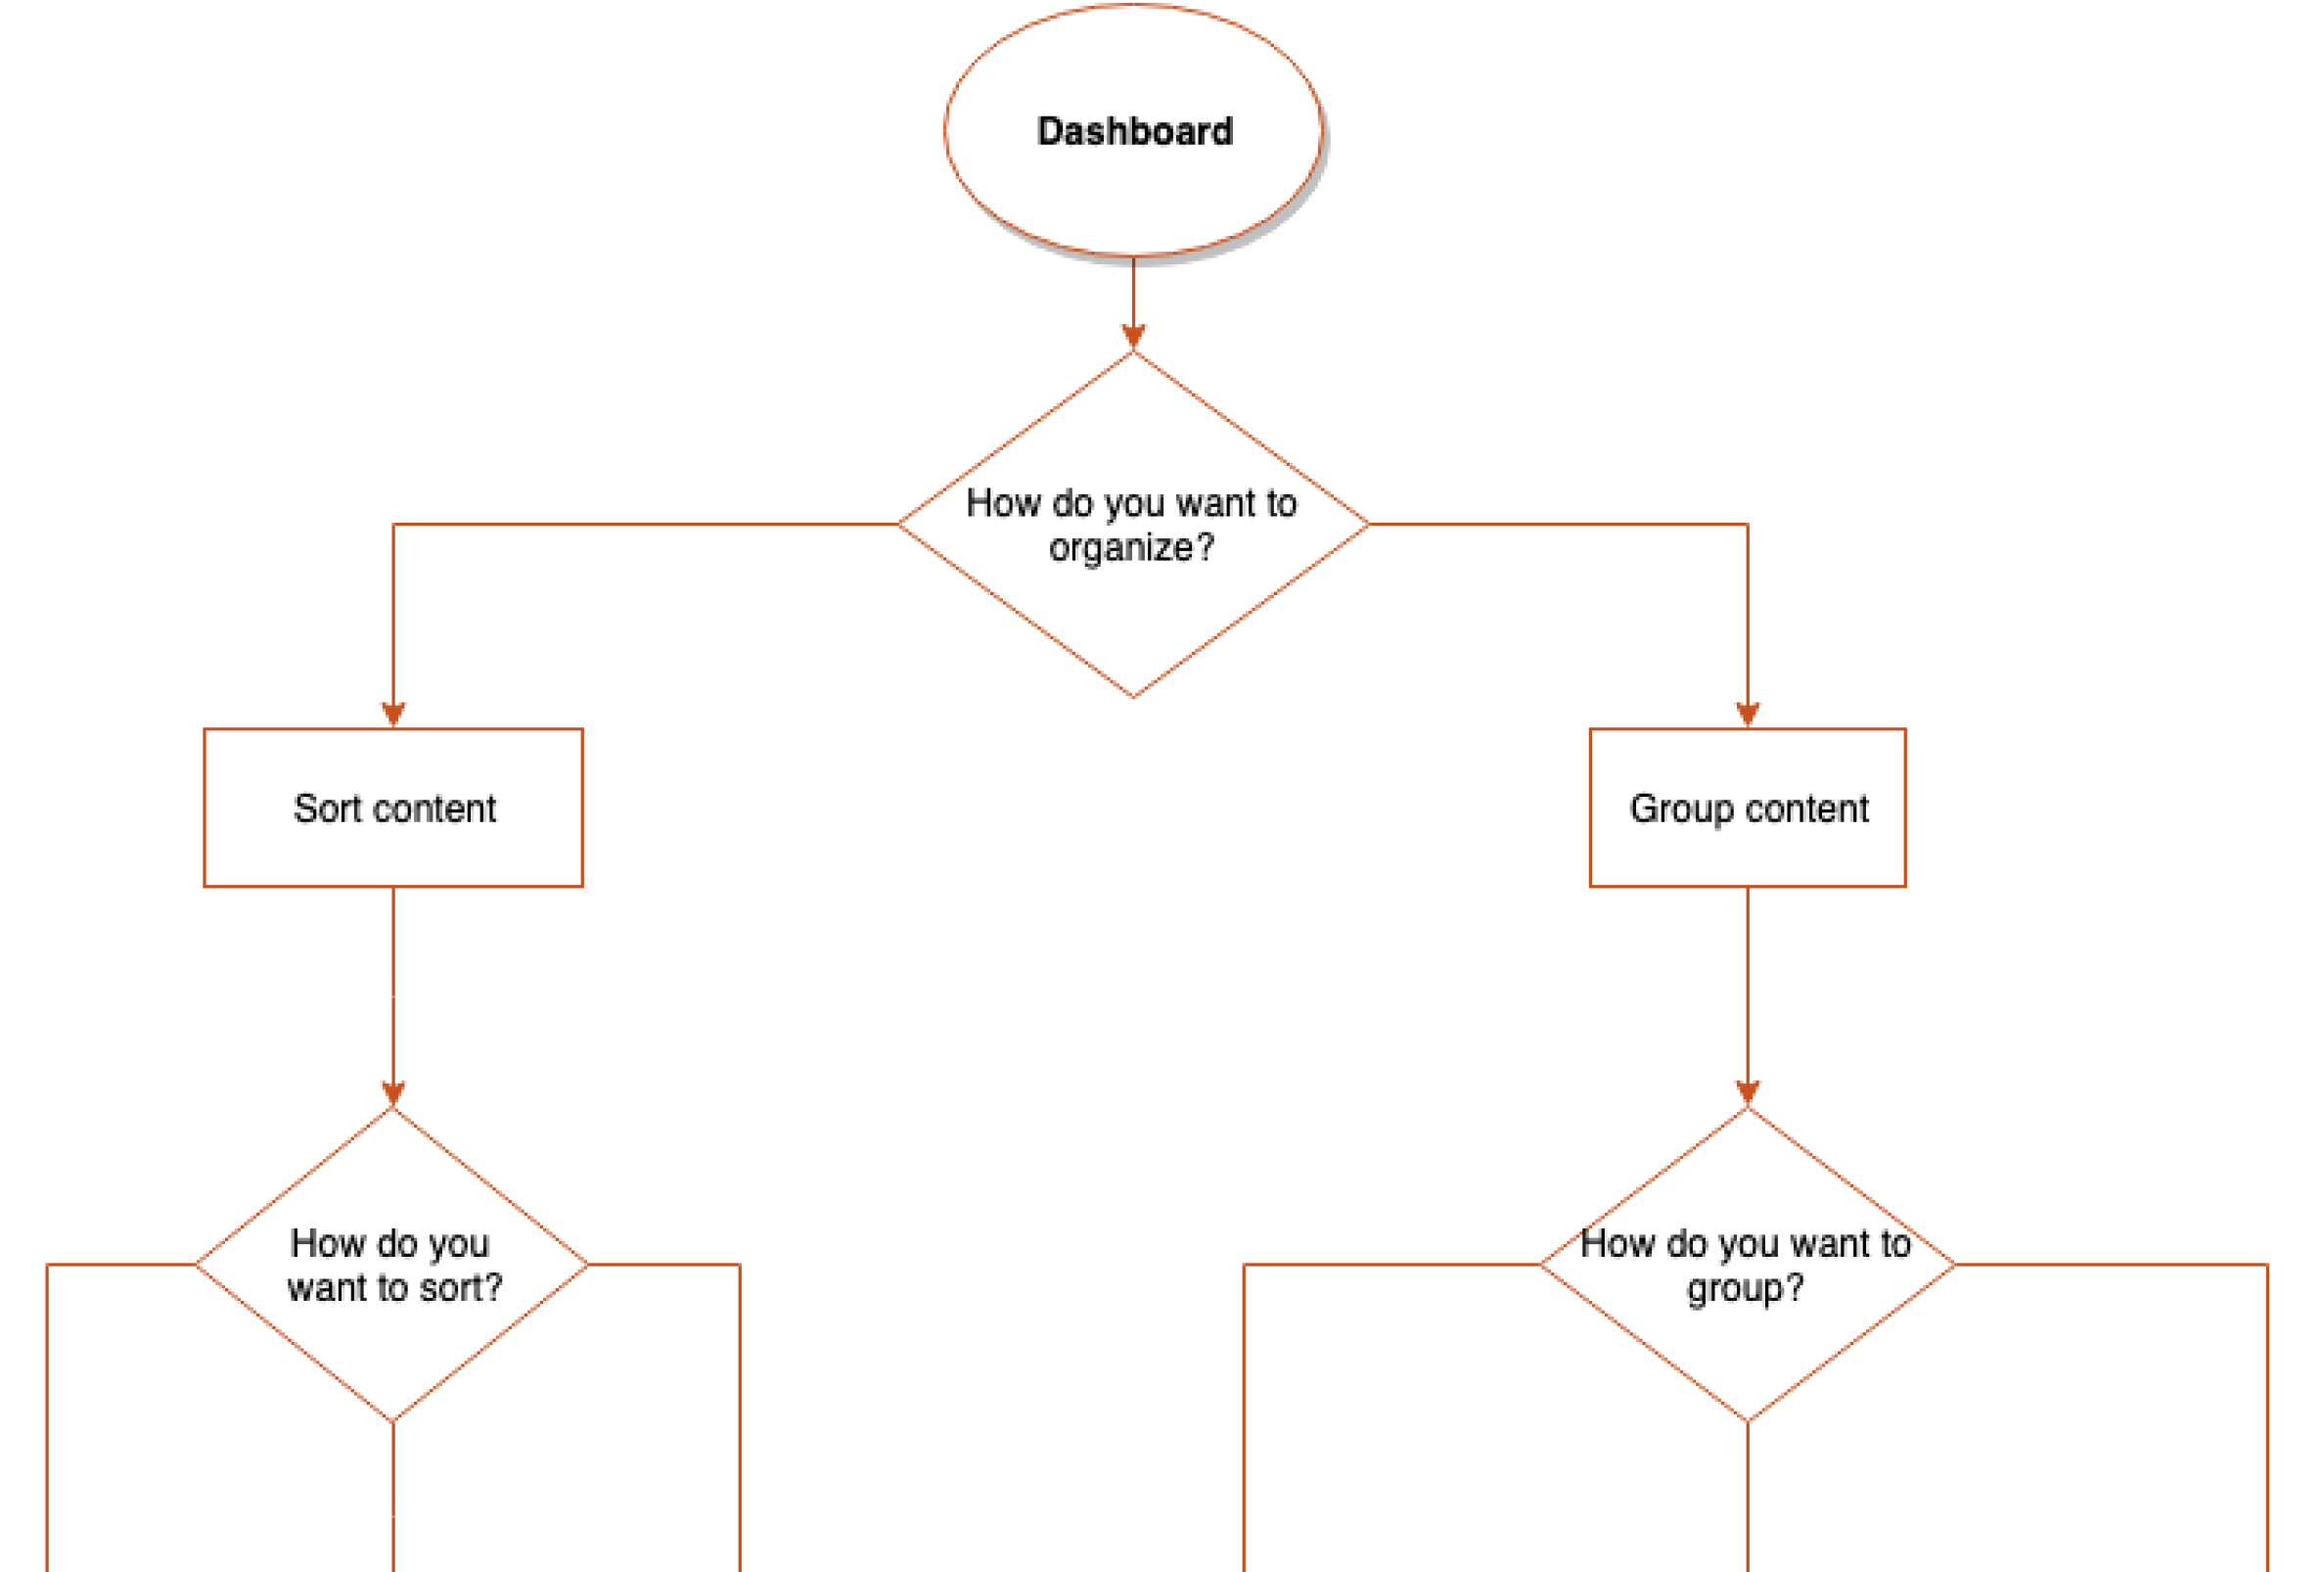 Dashboard
How do you want to
organize?
Sort content
Group content
How do you
want to sort?
How do you want to
group?